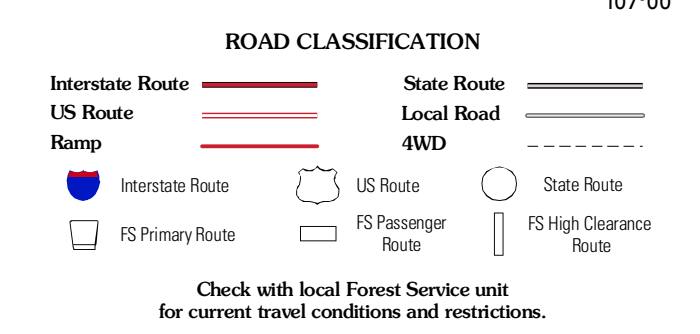 107°00'
ROAD CLASSIFICATION
Interstate Route
State Route
US Route
Local Road
Ramp
4WD
Interstate Route
US Route
State Route
FS Primary Route
FS Passenger
Route
FS High Clearance
Route
Check with local Forest Service unit
for current travel conditions and restrictions.